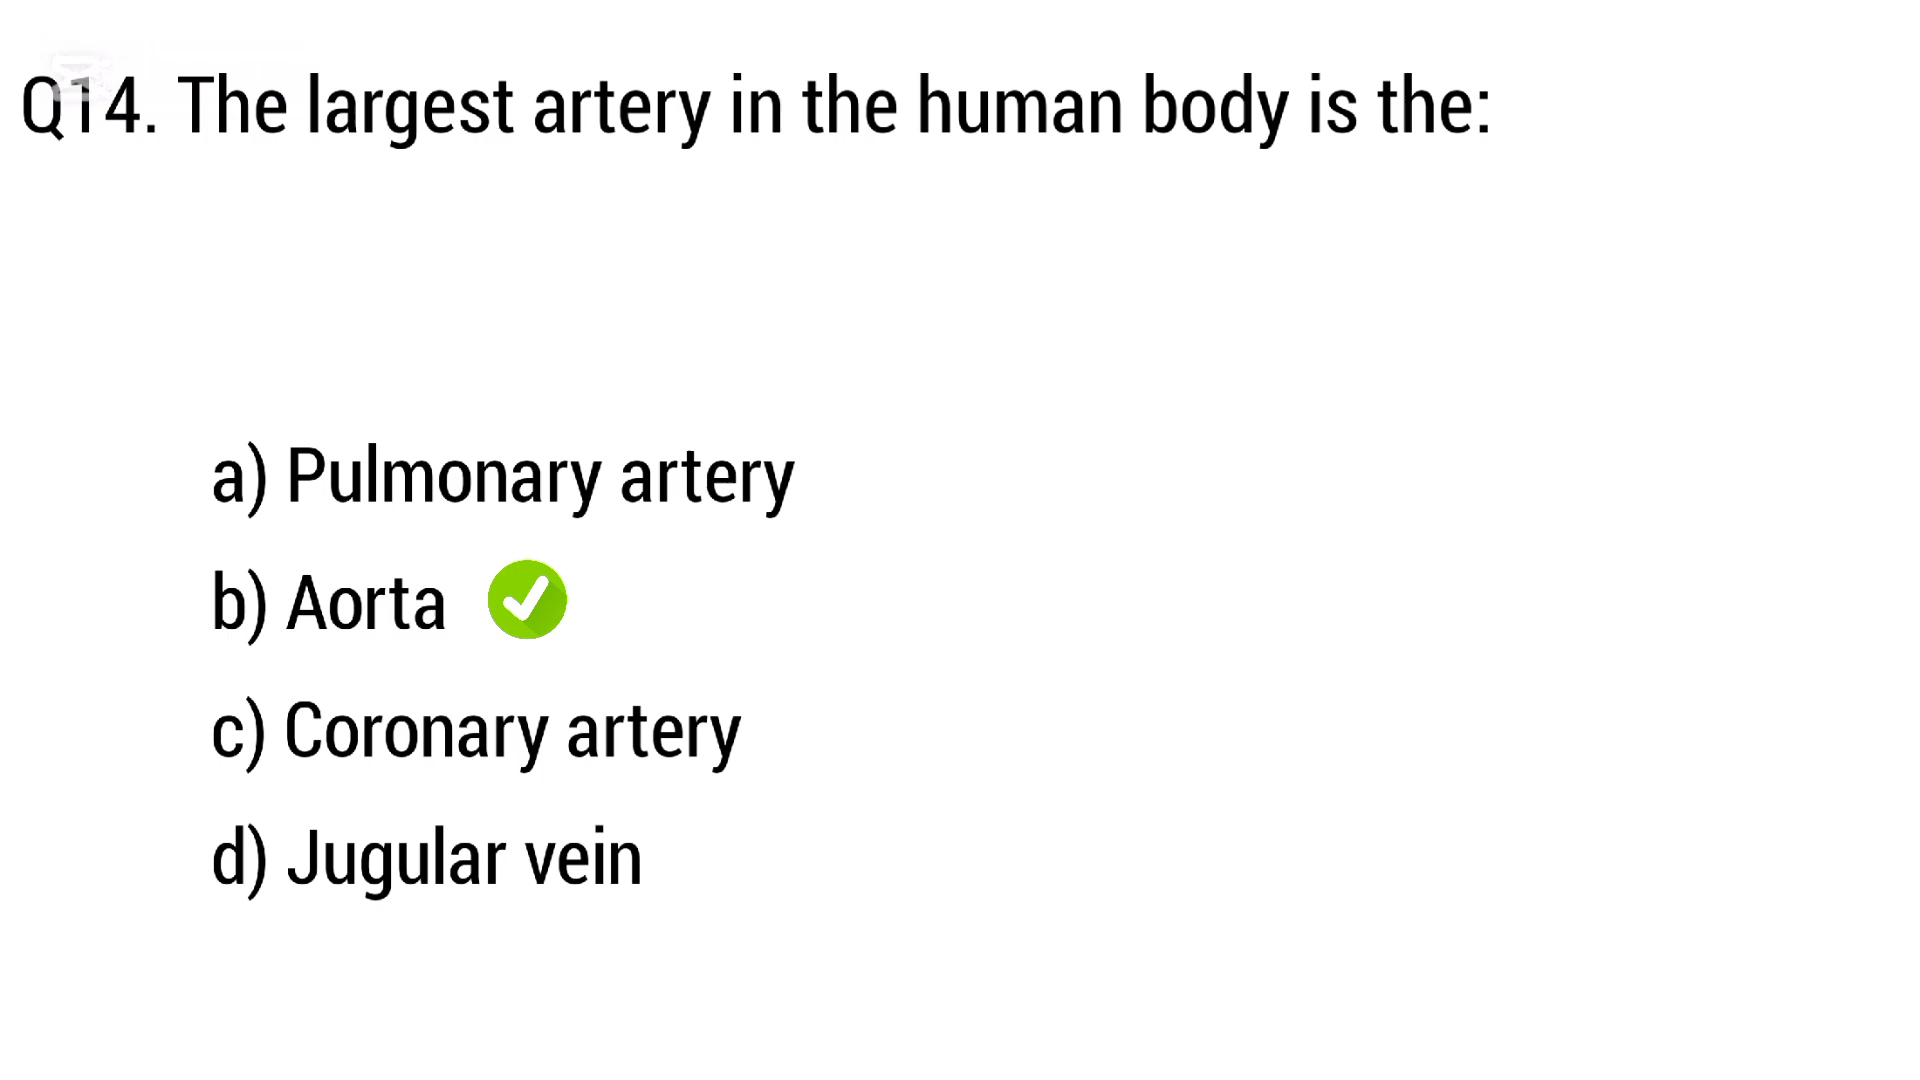 Q14. The largest artery in the human body is the:
a) Pulmonary artery
b) Aorta
c) Coronary artery
d) Jugular vein